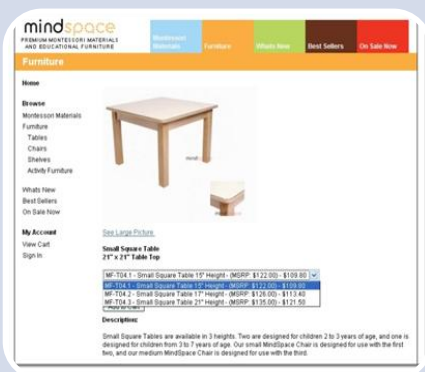 mindspace
PREMIUM MONTESSORI MATERIALS
AND EDUCATIONAL FURNITURE
Montessori
Materials
Furniture
Whats New
Best Sellers
On Sale Now
Furniture
Home
Browse
Montessori Materials
Furniture
Tables
Chairs
Shelves
Activity Furniture
Whats New
Best Sellers
On Sale Now
My Account
View Cart
Sign In
mind
See Large Picture
Small Square Table
21" x 21" Table Top
MF-T04.1 - Small Square Table 15" Height - (MSRP: $122.00) - $109.80
MF-T04.1 - Small Square Table 15" Height - (MSRP: $122.00) - $109.80
MF-T04.2 - Small Square Table 17" Height - (MSRP: $126.00) - $113.40
MF-T04.3 - Small Square Table 21" Height - (MSRP: $135.00) - $121.50
Description:
Small Square Tables are available in 3 heights. Two are designed for children 2 to 3 years of age, and one is
designed for children from 3 to 7 years of age. Our small MindSpace Chair is designed for use with the first
two, and our medium MindSpace Chair is designed for use with the third.